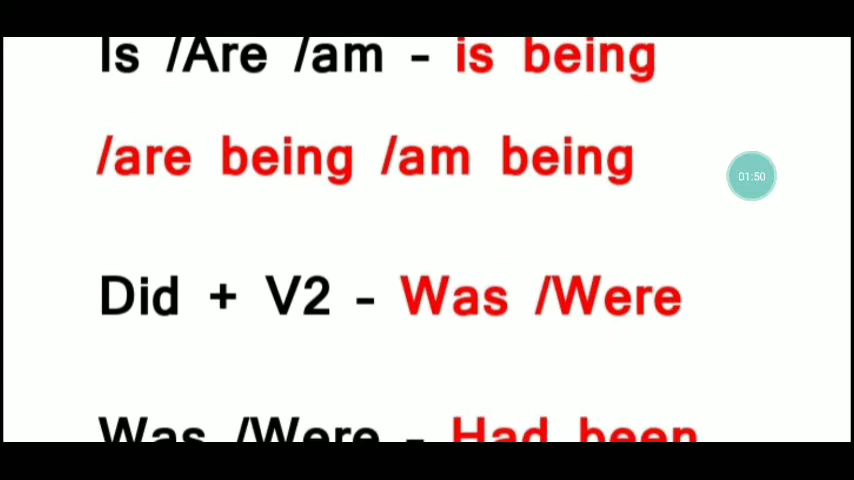 Is /Are /am - is being
/are being /am being
01:50
Did + V2 - Was /Were
Was /Were - Had been